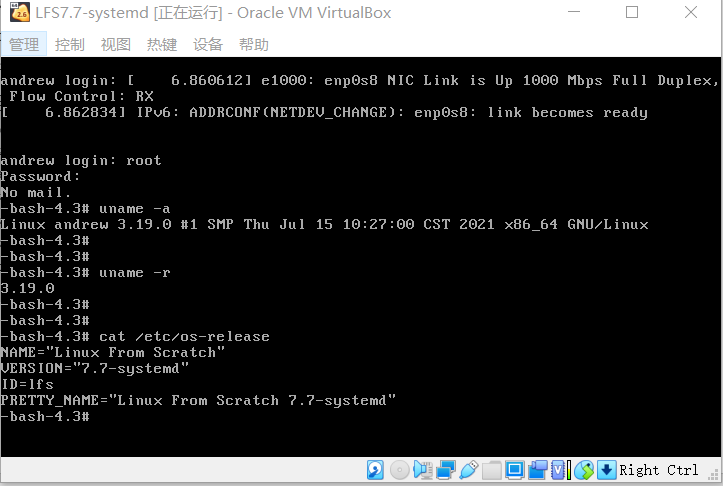 LFS7.7-systemd [正在运行] - Oracle VM VirtualBox
管理 控制 视图 热键 设备 帮助
andrew login: [    6.860612] e1000: enp0s8 NIC Link is Up 1000 Mbps Full Duplex,
 Flow Control: RX
[    6.862834] IPv6: ADDRCONF(NETDEV_CHANGE): enp0s8: link becomes ready
andrew login: root
Password:
No mail.
-bash-4.3# uname -a
Linux andrew 3.19.0 #1 SMP Thu Jul 15 10:27:00 CST 2021 x86_64 GNU/Linux
-bash-4.3#
-bash-4.3#
-bash-4.3# uname -r
3.19.0
-bash-4.3#
-bash-4.3#
-bash-4.3# cat /etc/os-release
NAME="Linux From Scratch"
VERSION="7.7-systemd"
ID=lfs
PRETTY_NAME="Linux From Scratch 7.7-systemd"
-bash-4.3#
Right Ctrl